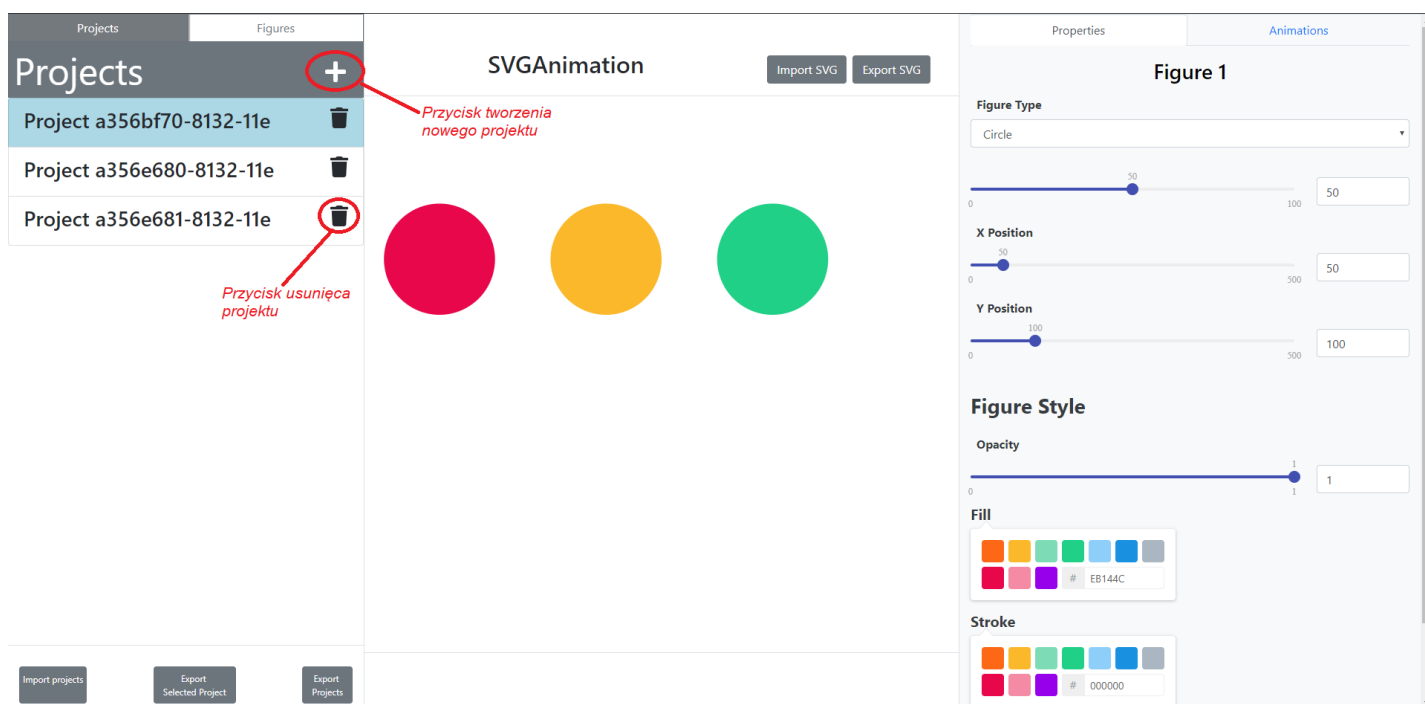 Projects
Figures
Projects
+
Project a356bf70-8132-11e
Project a356e680-8132-11e
Project a356e681-8132-11e
Przycisk usunięca
projektu
Import projects
Export
Selected Project
Export
Projects
SVGAnimation
Import SVG
Export SVG
Przycisk tworzenia
nowego projektu
Properties
Animations
Figure 1
Figure Type
Circle
50
0
100
50
X Position
50
0
500
50
Y Position
100
0
500
100
Figure Style
Opacity
1
0
1
1
Fill
# EB144C
Stroke
# 000000